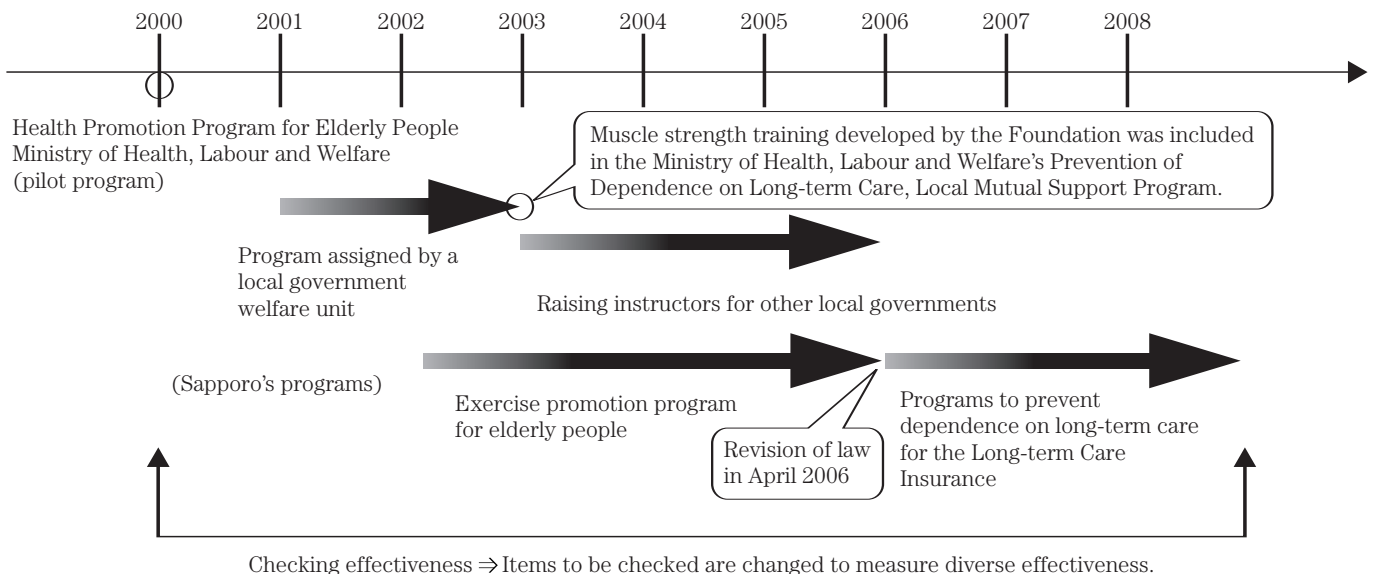 2000 2001 2002 2003 2004 2005 2006 2007 2008
Health Promotion Program for Elderly People
Ministry of Health, Labour and Welfare
(pilot program)
Muscle strength training developed by the Foundation was included
in the Ministry of Health, Labour and Welfare's Prevention of
Dependence on Long-term Care, Local Mutual Support Program.
Program assigned by a
local government
welfare unit
Raising instructors for other local governments
(Sapporo's programs)
Exercise promotion program
for elderly people
Revision of law
in April 2006
Programs to prevent
dependence on long-term care
for the Long-term Care
Insurance
Checking effectiveness ⇒ Items to be checked are changed to measure diverse effectiveness.